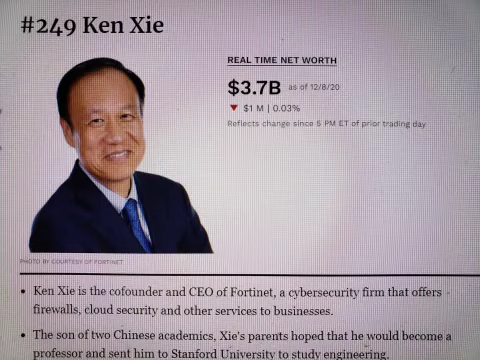 #249 Ken Xie
REAL TIME NET WORTH
$3.7B as of 12/8/20
$1 M | 0.03%
Reflects change since 5 PM ET of prior trading day
PHOTO BY COURTESY OF FORTINET
• Ken Xie is the cofounder and CEO of Fortinet, a cybersecurity firm that offers
firewalls, cloud security and other services to businesses.
• The son of two Chinese academics, Xie's parents hoped that he would become a
professor and sent him to Stanford University to study engineering.